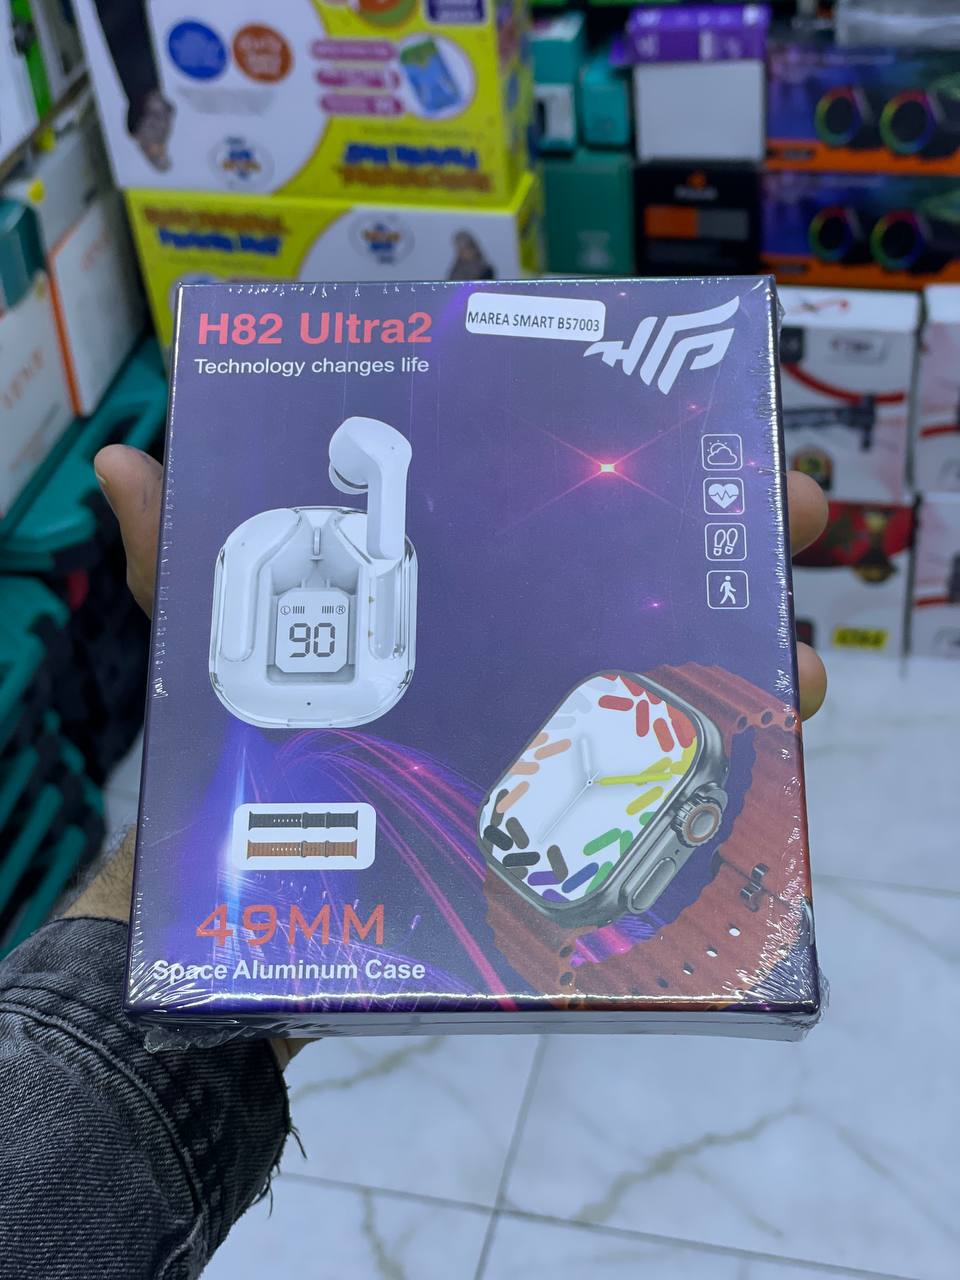 H82 Ultra2
MAREA SMART B57003
Technology changes life
L R
90
49MM
Space Aluminum Case